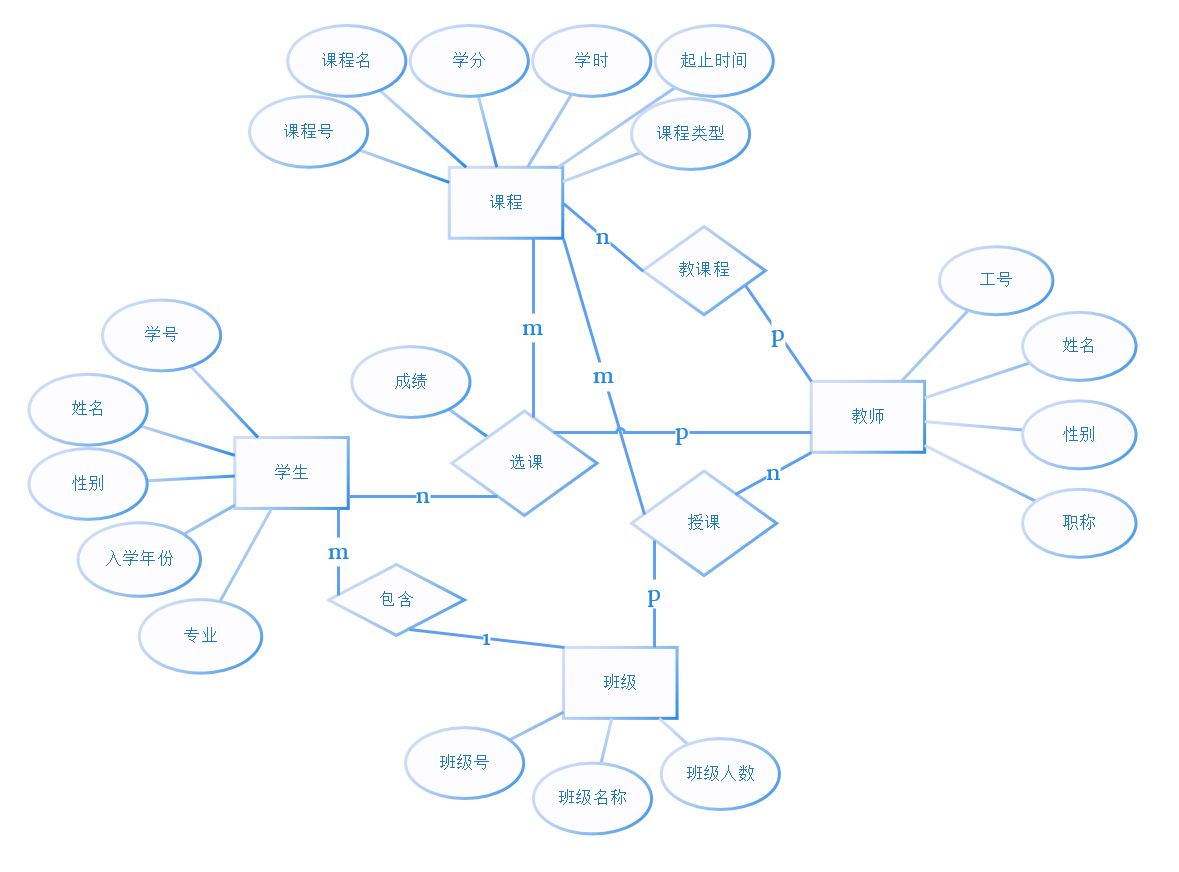 课程名
学分
学时
起止时间
课程号
课程类型
课程
n
教课程
工号
p
m
学号
姓名
m
成绩
姓名
教师
p
性别
选课
学生
n
性别
n
授课
职称
m
入学年份
p
包含
专业
1
班级
班级号
班级人数
班级名称